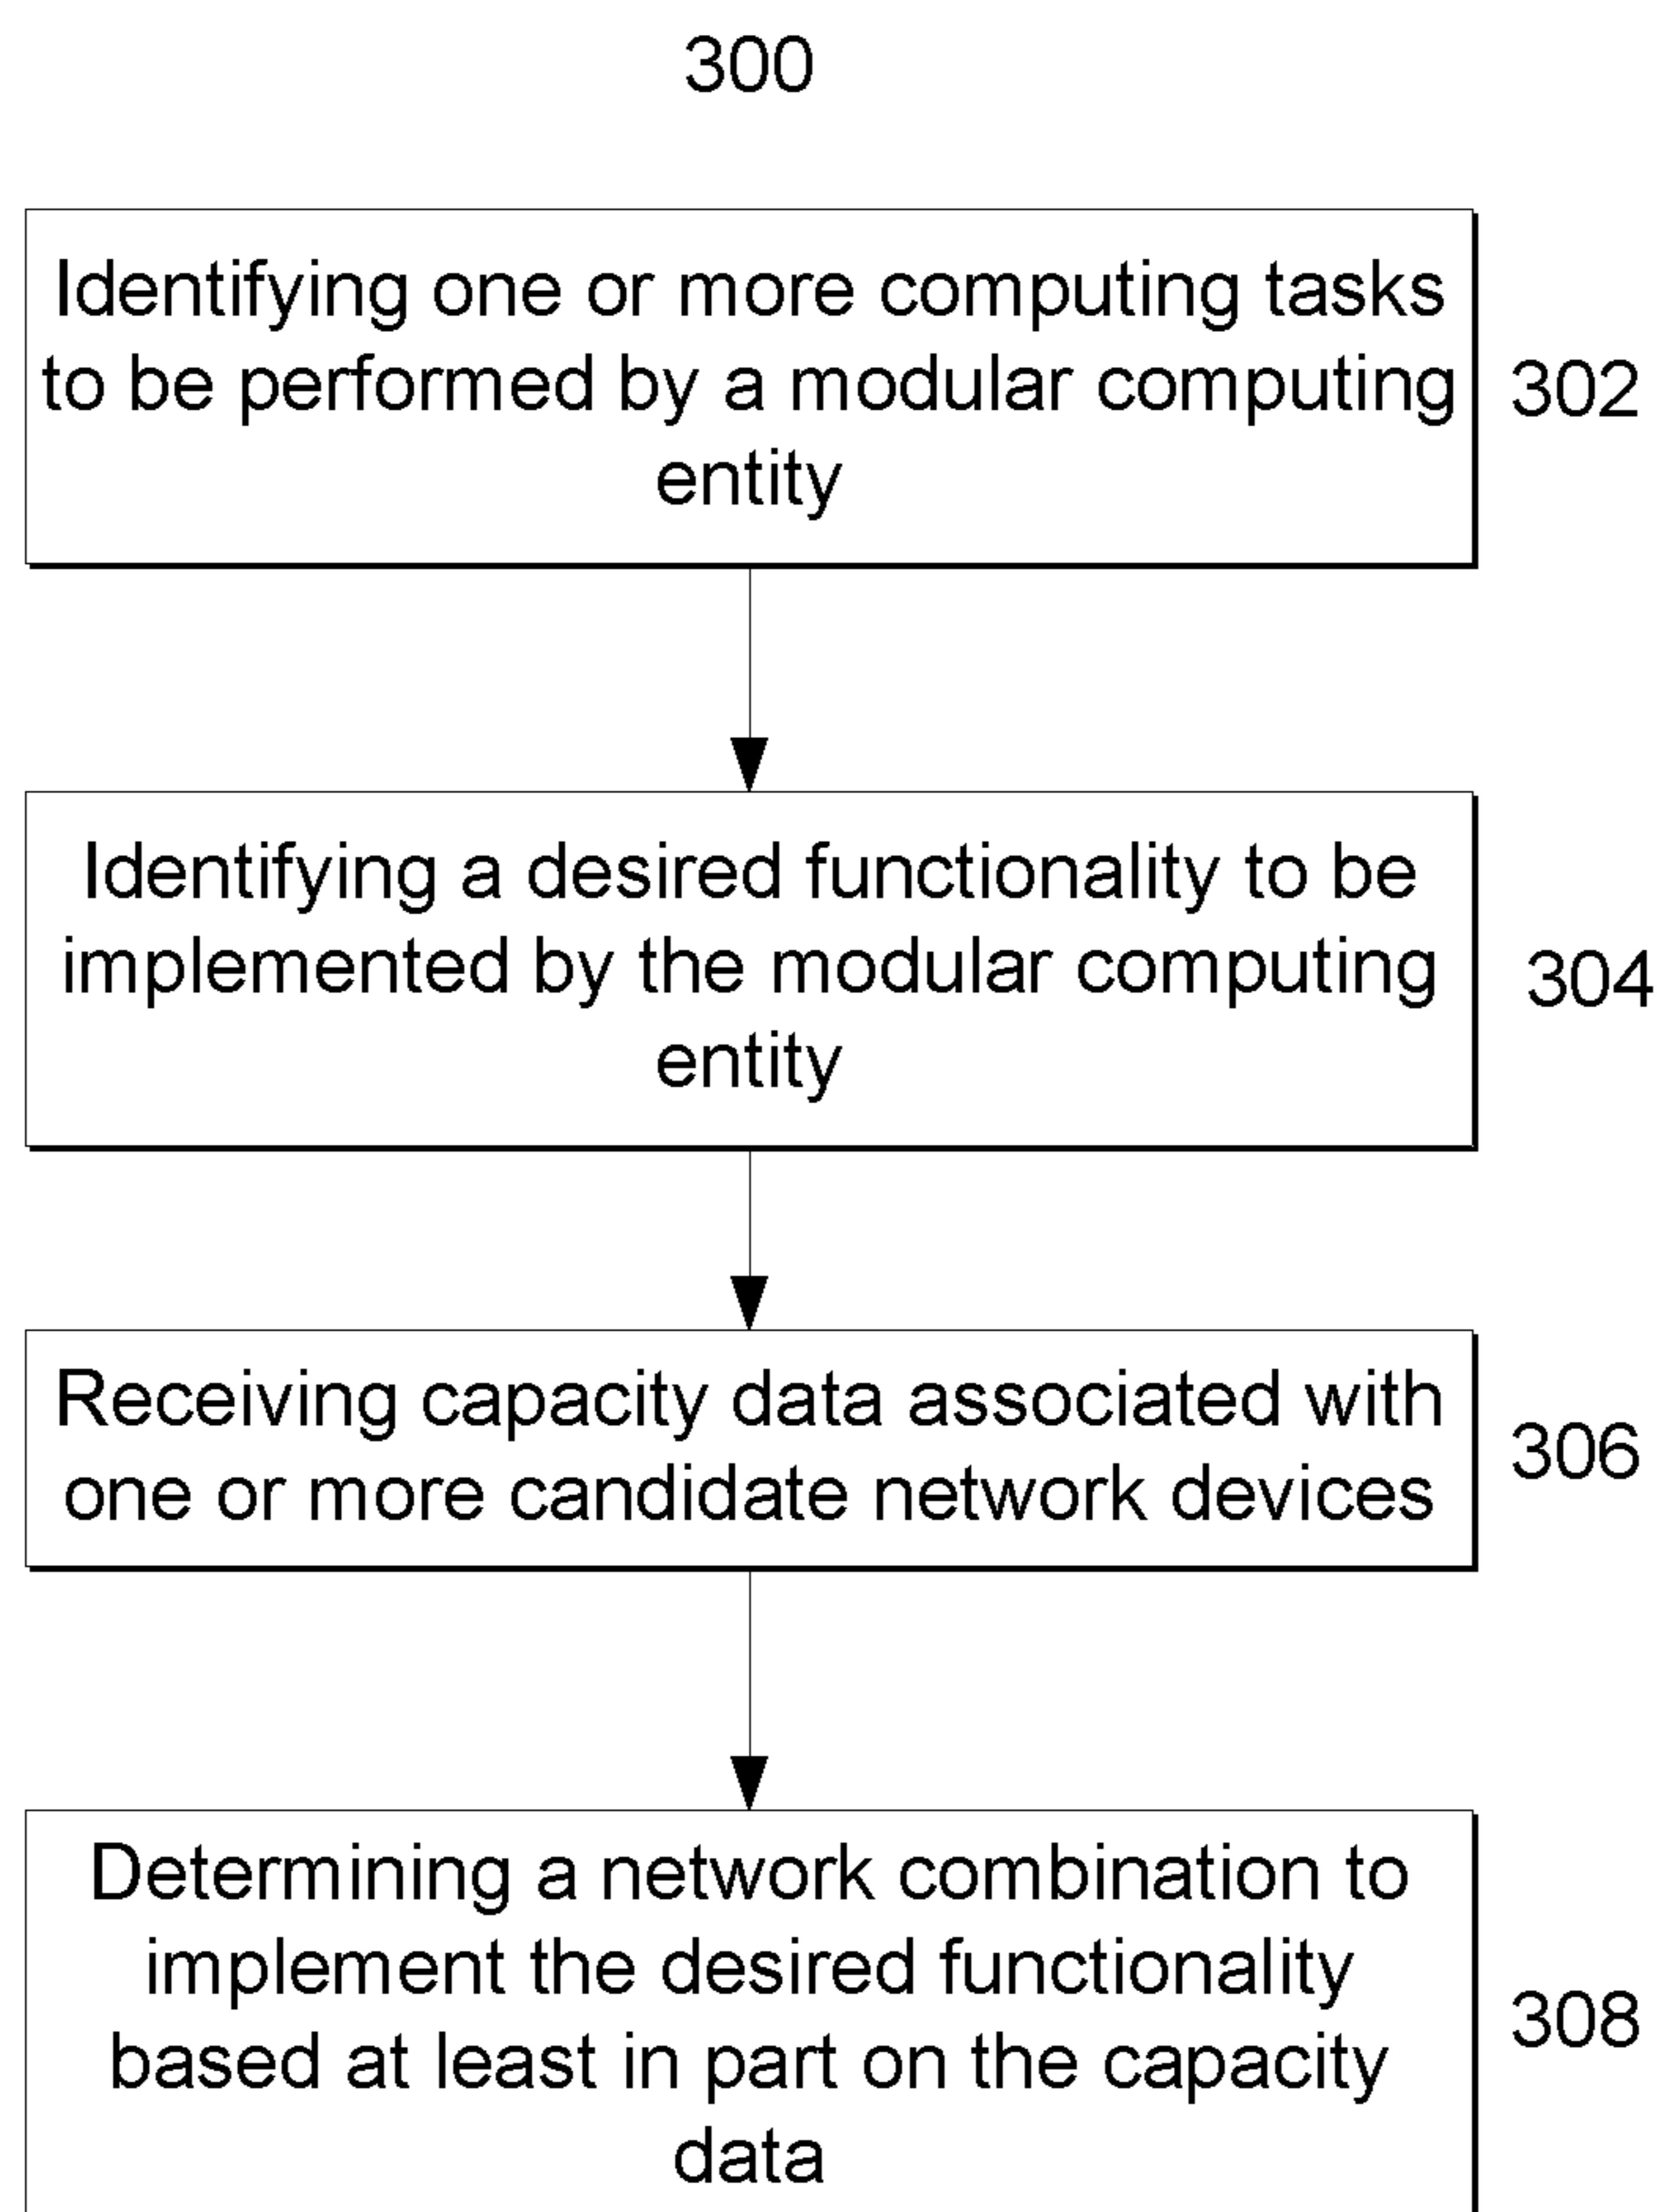 300
Identifying one or more computing tasks
to be performed by a modular computing
entity
302
Identifying a desired functionality to be
implemented by the modular computing
entity
304
Receiving capacity data associated with
one or more candidate network devices
306
Determining a network combination to
implement the desired functionality
based at least in part on the capacity
data
308